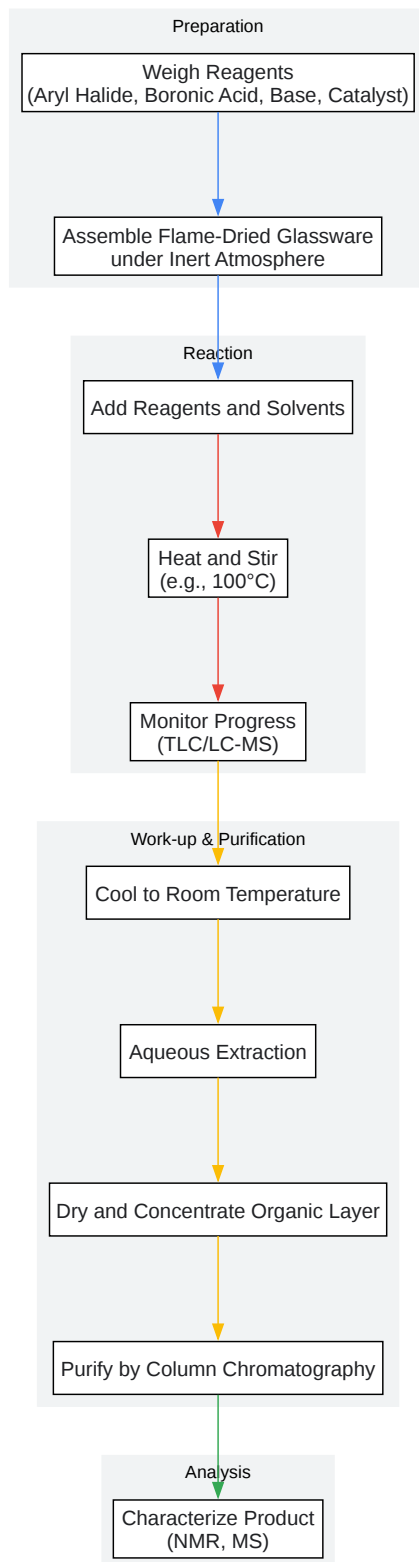 Preparation
Weigh Reagents
(Aryl Halide, Boronic Acid, Base, Catalyst)
Assemble Flame-Dried Glassware
under Inert Atmosphere
Reaction
Add Reagents and Solvents
Heat and Stir
(e.g., 100°C)
Monitor Progress
(TLC/LC-MS)
Work-up & Purification
Cool to Room Temperature
Aqueous Extraction
Dry and Concentrate Organic Layer
Purify by Column Chromatography
Analysis
Characterize Product
(NMR, MS)